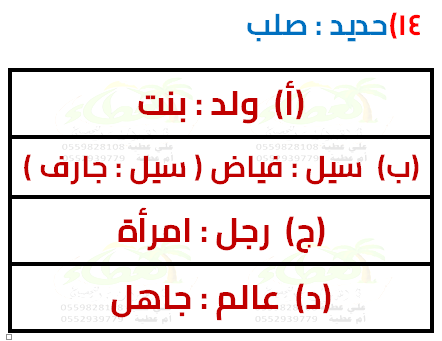 ١٤)حديد : صلب
(أ) ولد : بنت
(ب) سيل : فياض ( سيل : جارف )
(ج) رجل : امرأة
(د) عالم : جاهل